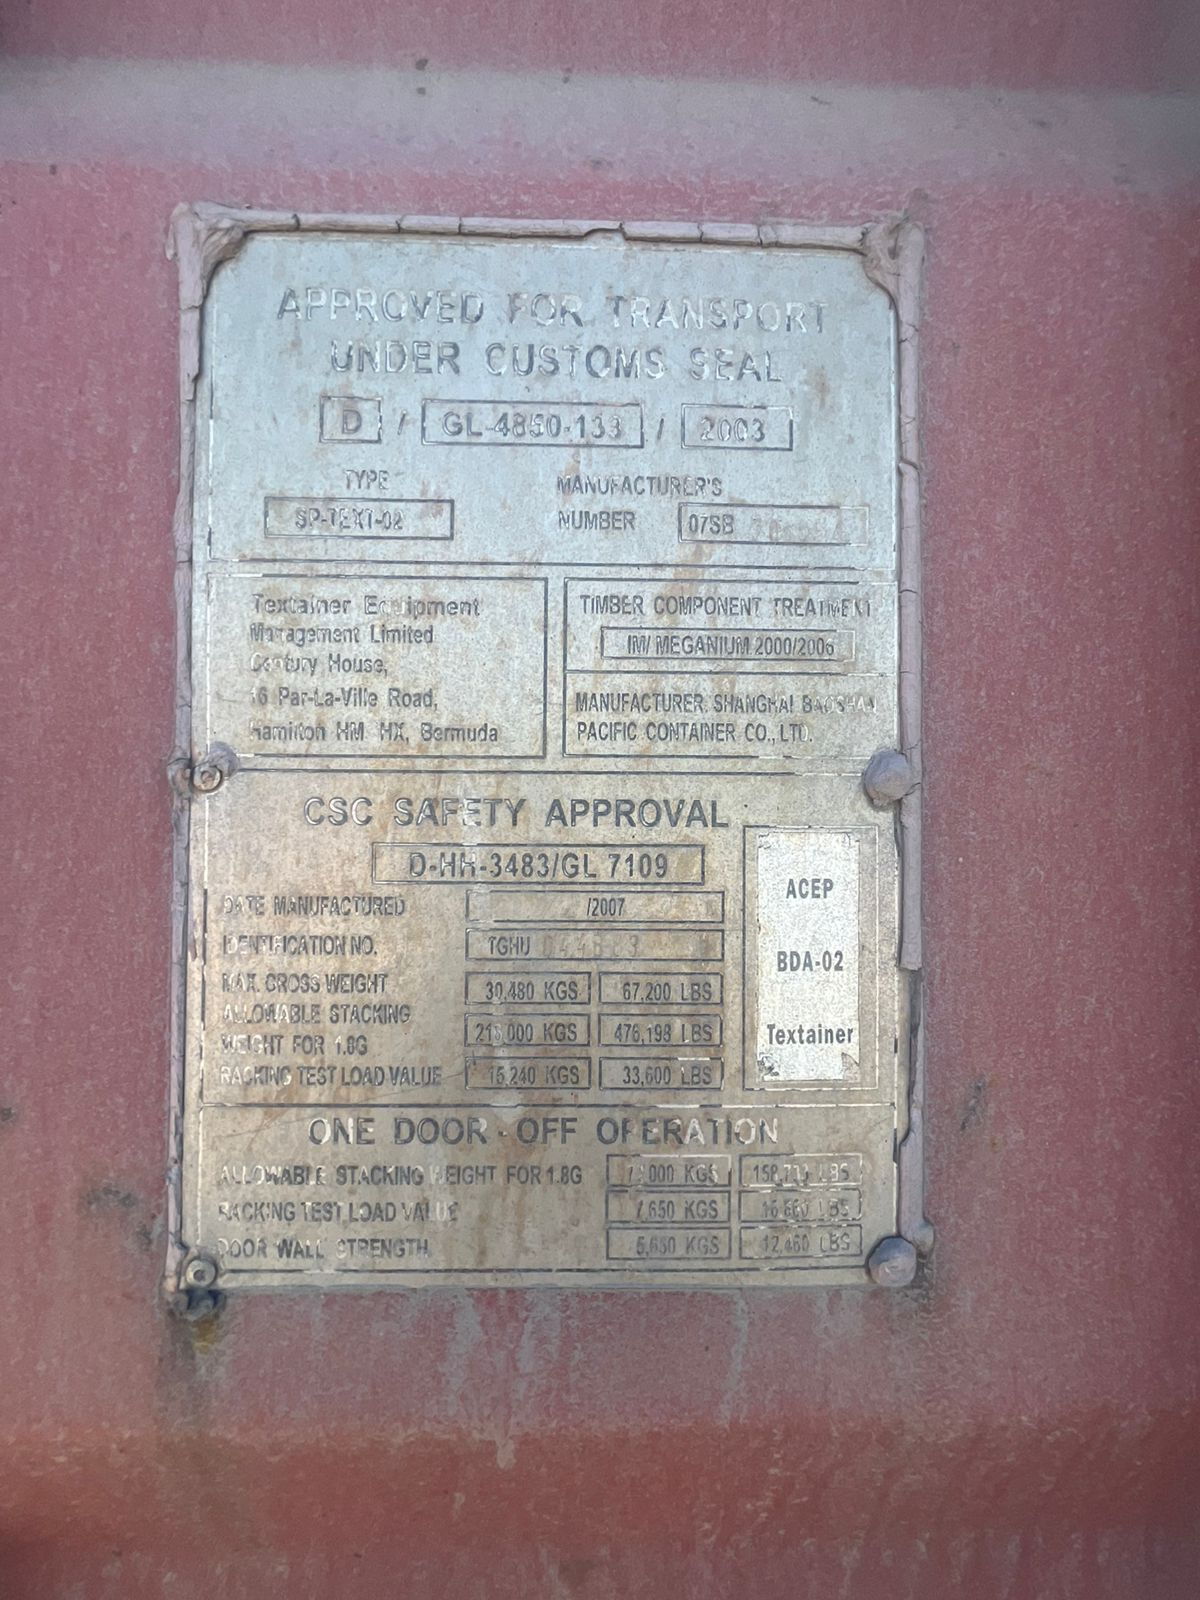 APPROVED FOR TRANSPORT
UNDER CUSTOMS SEAL
D / GL-4850-133 / 2003
TYPE
SP-TEXT-02
MANUFACTURER'S
NUMBER 07SB
Textainer Equipment
Management Limited
Century House,
16 Par-La-Ville Road,
Hamilton HM HX, Bermuda
TIMBER COMPONENT TREATMENT
IM/ MEGANIUM 2000/2006
MANUFACTURER: SHANGHAI BAOSHAN
PACIFIC CONTAINER CO., LTD.
CSC SAFETY APPROVAL
D-HH-3483/GL 7109
DATE MANUFACTURED /2007
IDENTIFICATION NO. TGHU
MAX. GROSS WEIGHT 30,480 KGS 67,200 LBS
ALLOWABLE STACKING
WEIGHT FOR 1.8G 216,000 KGS 476,198 LBS
RACKING TEST LOAD VALUE 15,240 KGS 33,600 LBS
ACEP
BDA-02
Textainer
ONE DOOR - OFF OPERATION
ALLOWABLE STACKING WEIGHT FOR 1.8G KGS LBS
RACKING TEST LOAD VALUE 7,650 KGS LBS
DOOR WALL STRENGTH 5,650 KGS 12,460 LBS